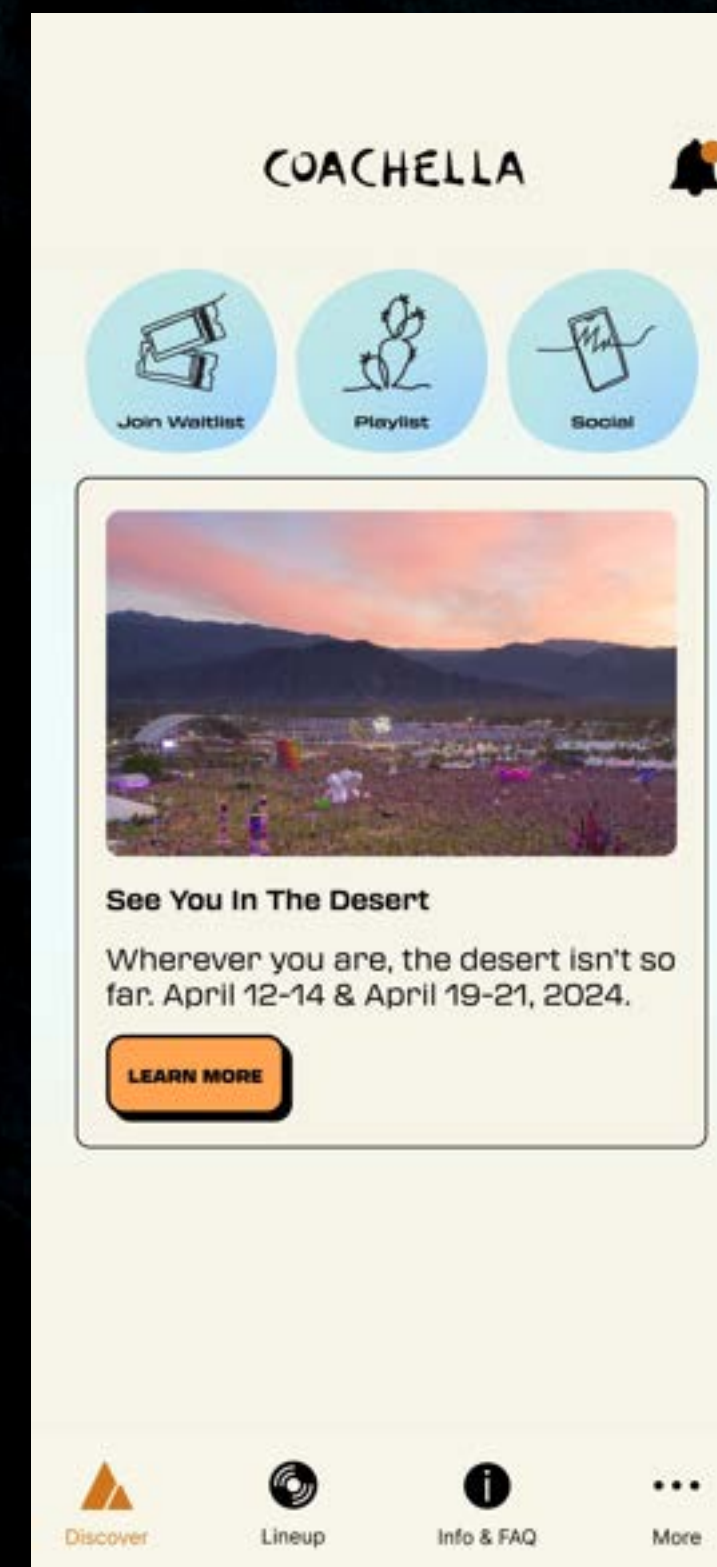 COACHELLA
Join Waitlist
Playlist
Social
See You In The Desert
Wherever you are, the desert isn't so
far. April 12-14 & April 19-21, 2024.
LEARN MORE
Discover
Lineup
Info & FAQ
More